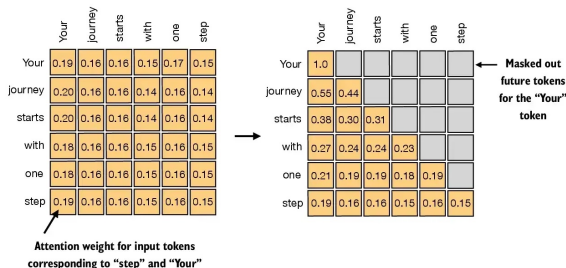 Your journey starts with one step
Your 0.19 0.16 0.16 0.15 0.17 0.15
journey 0.20 0.16 0.16 0.14 0.16 0.14
starts 0.20 0.16 0.16 0.14 0.16 0.14
with 0.18 0.16 0.16 0.15 0.16 0.15
one 0.18 0.16 0.16 0.15 0.16 0.15
step 0.19 0.16 0.16 0.15 0.16 0.15
Attention weight for input tokens
corresponding to “step” and “Your”
Your journey starts with one step
Your 1.0
journey 0.55 0.44
starts 0.38 0.30 0.31
with 0.27 0.24 0.24 0.23
one 0.21 0.19 0.19 0.18 0.19
step 0.19 0.16 0.16 0.15 0.16 0.15
Masked out
future tokens
for the “Your”
token